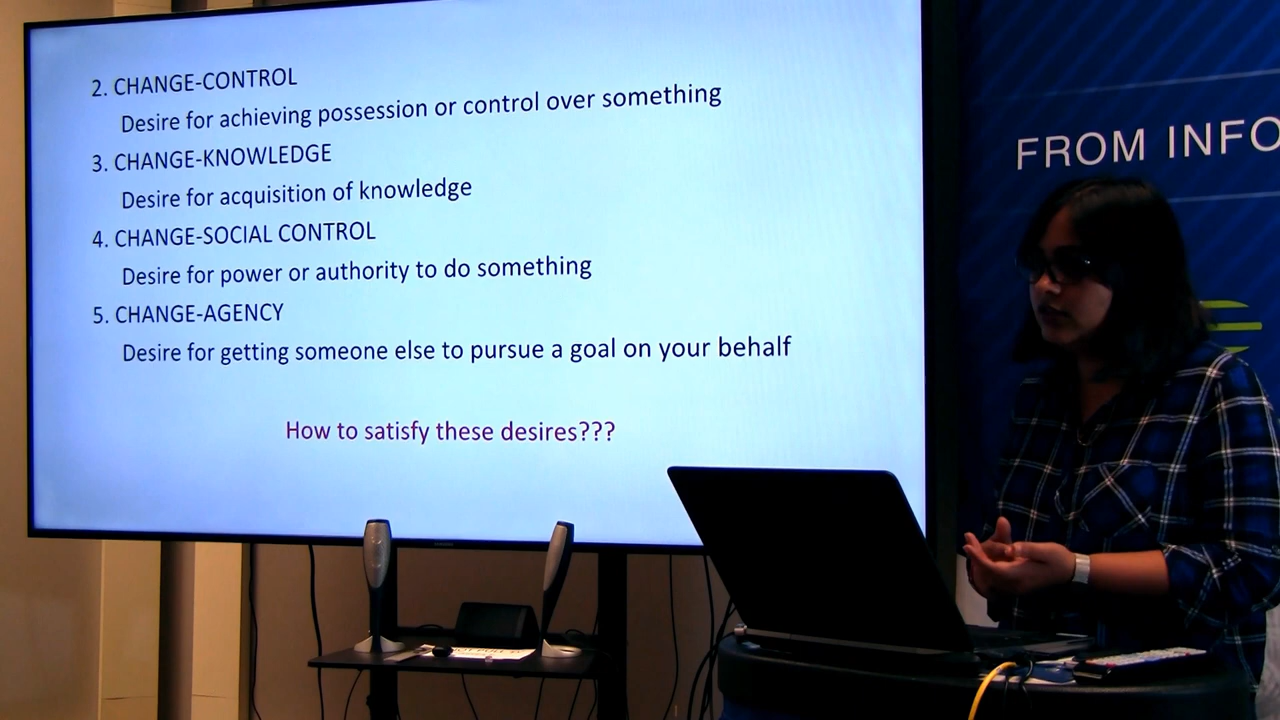 2. CHANGE-CONTROL
Desire for achieving possession or control over something
3. CHANGE-KNOWLEDGE
Desire for acquisition of knowledge
4. CHANGE-SOCIAL CONTROL
Desire for power or authority to do something
5. CHANGE-AGENCY
Desire for getting someone else to pursue a goal on your behalf
How to satisfy these desires???
FROM INFO